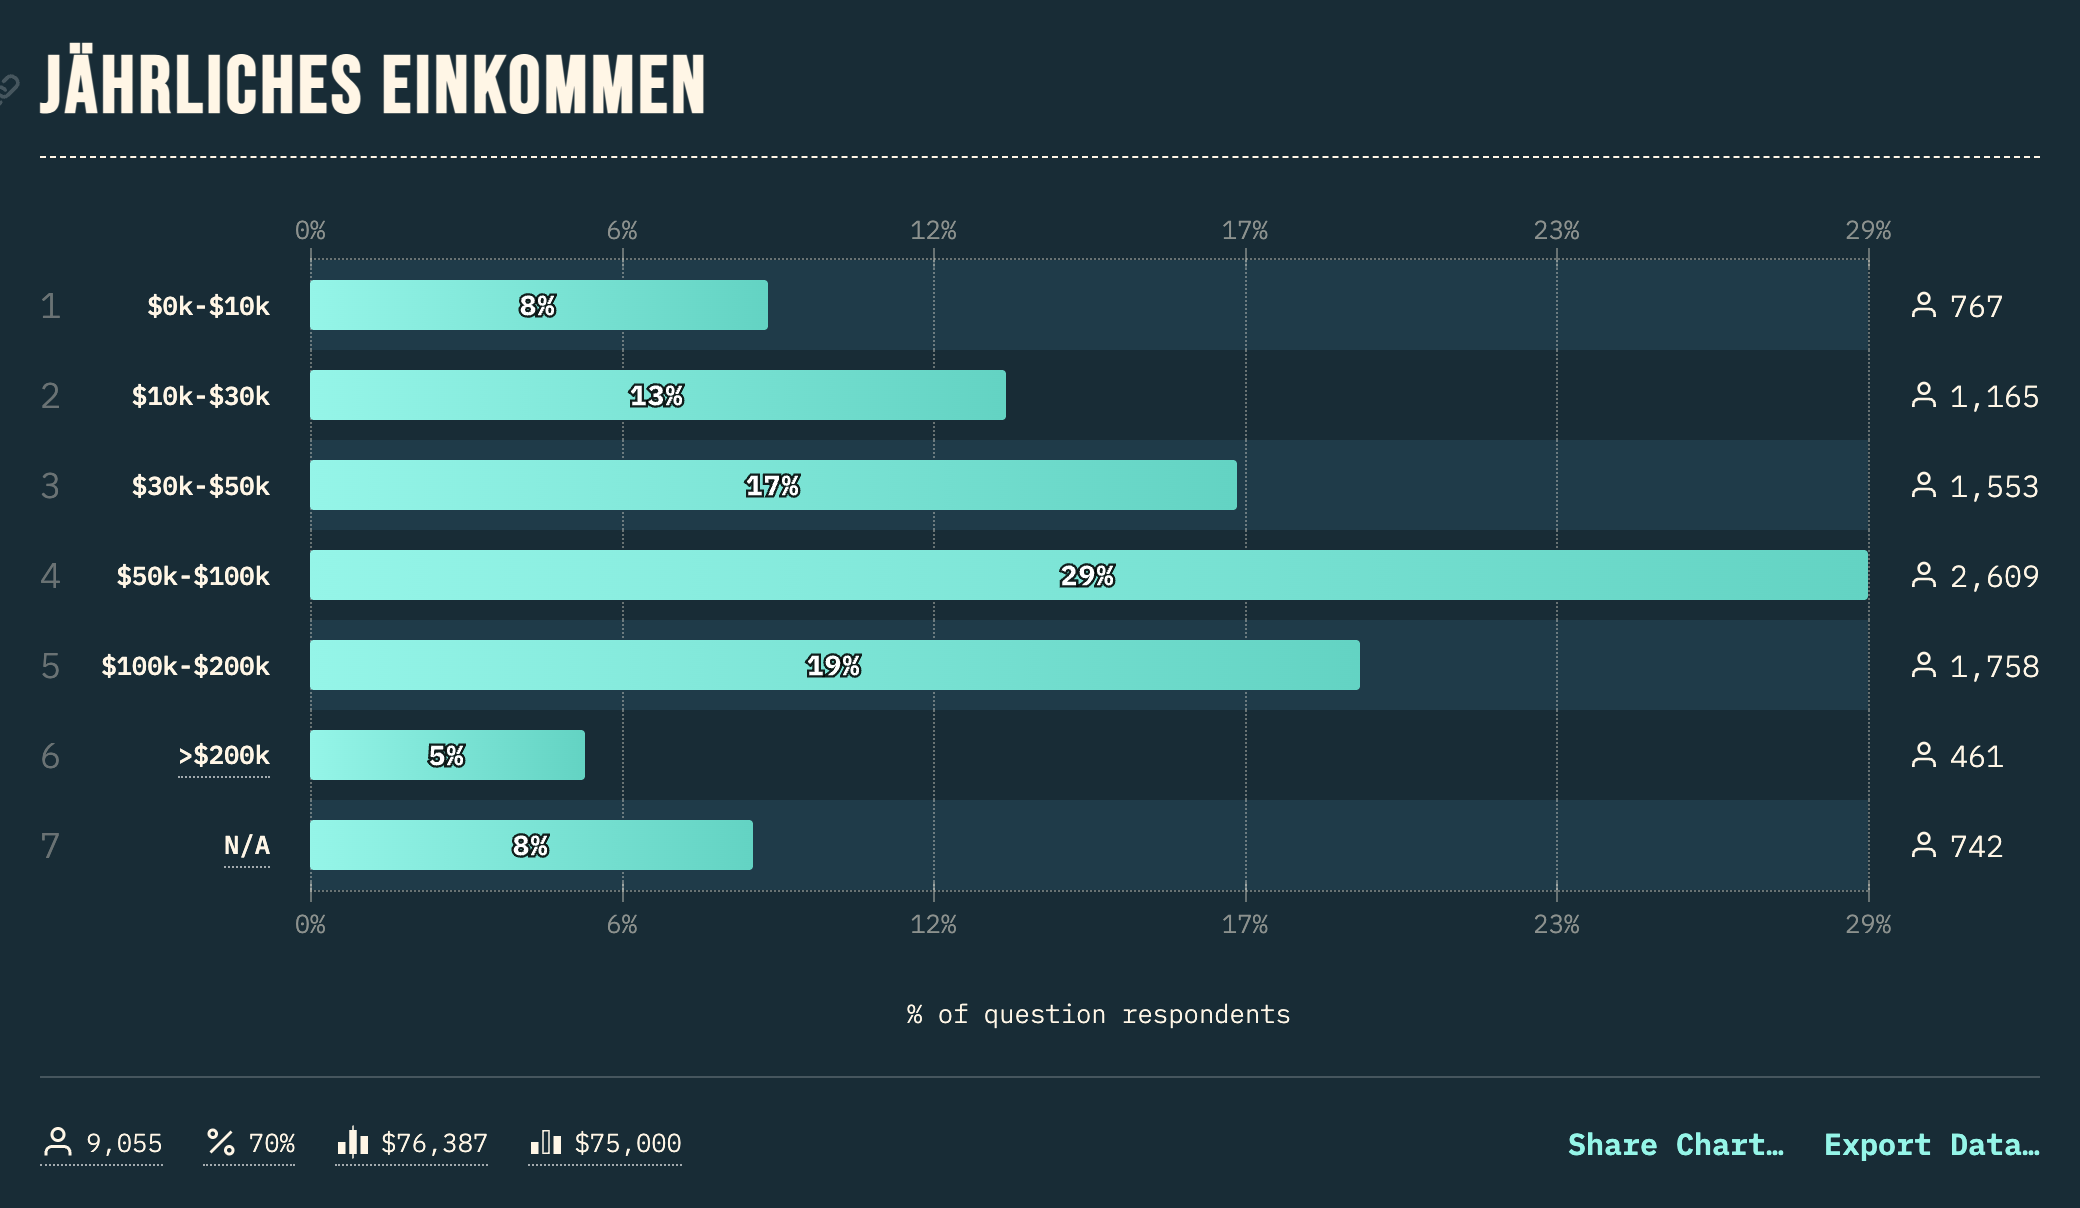 JÄHRLICHES EINKOMMEN
0% 6% 12% 17% 23% 29%
1 $0k-$10k 8% 767
2 $10k-$30k 13% 1,165
3 $30k-$50k 17% 1,553
4 $50k-$100k 29% 2,609
5 $100k-$200k 19% 1,758
6 >$200k 5% 461
7 N/A 8% 742
0% 6% 12% 17% 23% 29%
% of question respondents
9,055 70% $76,387 $75,000 Share Chart… Export Data…